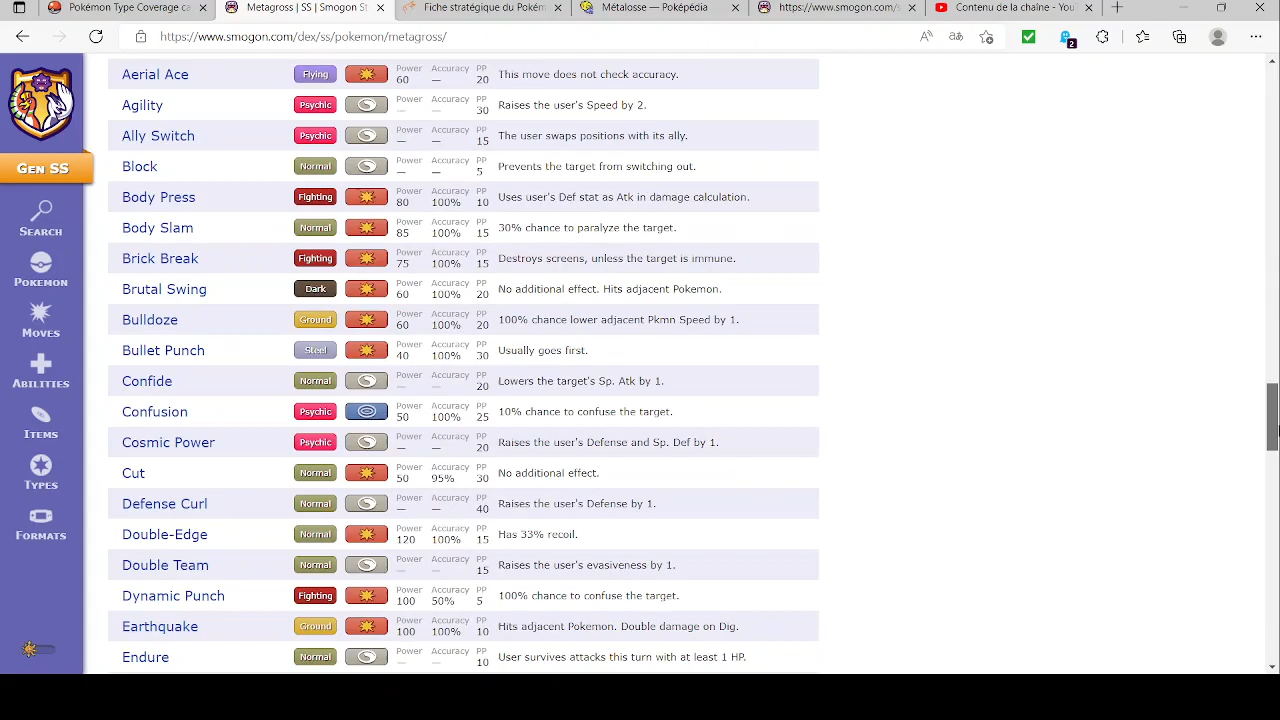 Pokémon Type Coverage ca
Metagross | SS | Smogon St
Fiche stratégique du Pokém
Métalosse — Poképédia
https://www.smogon.com/dex/ss
Contenu de la chaîne - YouTu
https://www.smogon.com/dex/ss/pokemon/metagross/
2
GEN SS
SEARCH
POKEMON
MOVES
ABILITIES
ITEMS
TYPES
FORMATS
Aerial Ace Flying Power 60 Accuracy — PP 20 This move does not check accuracy.
Agility Psychic Power — Accuracy — PP 30 Raises the user's Speed by 2.
Ally Switch Psychic Power — Accuracy — PP 15 The user swaps positions with its ally.
Block Normal Power — Accuracy — PP 5 Prevents the target from switching out.
Body Press Fighting Power 80 Accuracy 100% PP 10 Uses user's Def stat as Atk in damage calculation.
Body Slam Normal Power 85 Accuracy 100% PP 15 30% chance to paralyze the target.
Brick Break Fighting Power 75 Accuracy 100% PP 15 Destroys screens, unless the target is immune.
Brutal Swing Dark Power 60 Accuracy 100% PP 20 No additional effect. Hits adjacent Pokemon.
Bulldoze Ground Power 60 Accuracy 100% PP 20 100% chance lower adjacent Pkmn Speed by 1.
Bullet Punch Steel Power 40 Accuracy 100% PP 30 Usually goes first.
Confide Normal Power — Accuracy — PP 20 Lowers the target's Sp. Atk by 1.
Confusion Psychic Power 50 Accuracy 100% PP 25 10% chance to confuse the target.
Cosmic Power Psychic Power — Accuracy — PP 20 Raises the user's Defense and Sp. Def by 1.
Cut Normal Power 50 Accuracy 95% PP 30 No additional effect.
Defense Curl Normal Power — Accuracy — PP 40 Raises the user's Defense by 1.
Double-Edge Normal Power 120 Accuracy 100% PP 15 Has 33% recoil.
Double Team Normal Power — Accuracy — PP 15 Raises the user's evasiveness by 1.
Dynamic Punch Fighting Power 100 Accuracy 50% PP 5 100% chance to confuse the target.
Earthquake Ground Power 100 Accuracy 100% PP 10 Hits adjacent Pokemon. Double damage on Dig.
Endure Normal Power — Accuracy — PP 10 User survives attacks this turn with at least 1 HP.